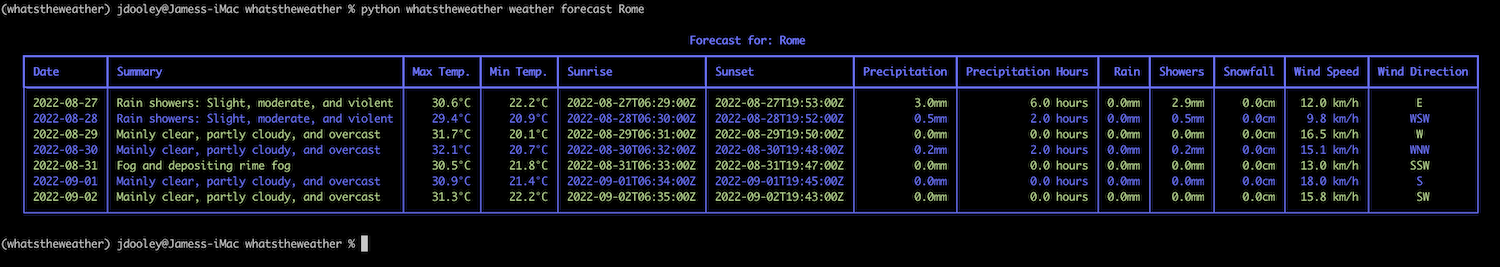 (whatstheweather) jdooley@Jamess-iMac whatstheweather % python whatstheweather weather forecast Rome
Forecast for: Rome
Date Summary Max Temp. Min Temp. Sunrise Sunset Precipitation Precipitation Hours Rain Showers Snowfall Wind Speed Wind Direction
2022-08-27 Rain showers: Slight, moderate, and violent 30.6°C 22.2°C 2022-08-27T06:29:00Z 2022-08-27T19:53:00Z 3.0mm 6.0 hours 0.0mm 2.9mm 0.0cm 12.0 km/h E
2022-08-28 Rain showers: Slight, moderate, and violent 29.4°C 20.9°C 2022-08-28T06:30:00Z 2022-08-28T19:52:00Z 0.5mm 2.0 hours 0.0mm 0.5mm 0.0cm 9.8 km/h WSW
2022-08-29 Mainly clear, partly cloudy, and overcast 31.7°C 20.1°C 2022-08-29T06:31:00Z 2022-08-29T19:50:00Z 0.0mm 0.0 hours 0.0mm 0.0mm 0.0cm 16.5 km/h W
2022-08-30 Mainly clear, partly cloudy, and overcast 32.1°C 20.7°C 2022-08-30T06:32:00Z 2022-08-30T19:48:00Z 0.2mm 2.0 hours 0.0mm 0.2mm 0.0cm 15.1 km/h WNW
2022-08-31 Fog and depositing rime fog 30.5°C 21.8°C 2022-08-31T06:33:00Z 2022-08-31T19:47:00Z 0.0mm 0.0 hours 0.0mm 0.0mm 0.0cm 13.0 km/h SSW
2022-09-01 Mainly clear, partly cloudy, and overcast 30.9°C 21.4°C 2022-09-01T06:34:00Z 2022-09-01T19:45:00Z 0.0mm 0.0 hours 0.0mm 0.0mm 0.0cm 18.0 km/h S
2022-09-02 Mainly clear, partly cloudy, and overcast 31.3°C 22.2°C 2022-09-02T06:35:00Z 2022-09-02T19:43:00Z 0.0mm 0.0 hours 0.0mm 0.0mm 0.0cm 15.8 km/h SW
(whatstheweather) jdooley@Jamess-iMac whatstheweather %